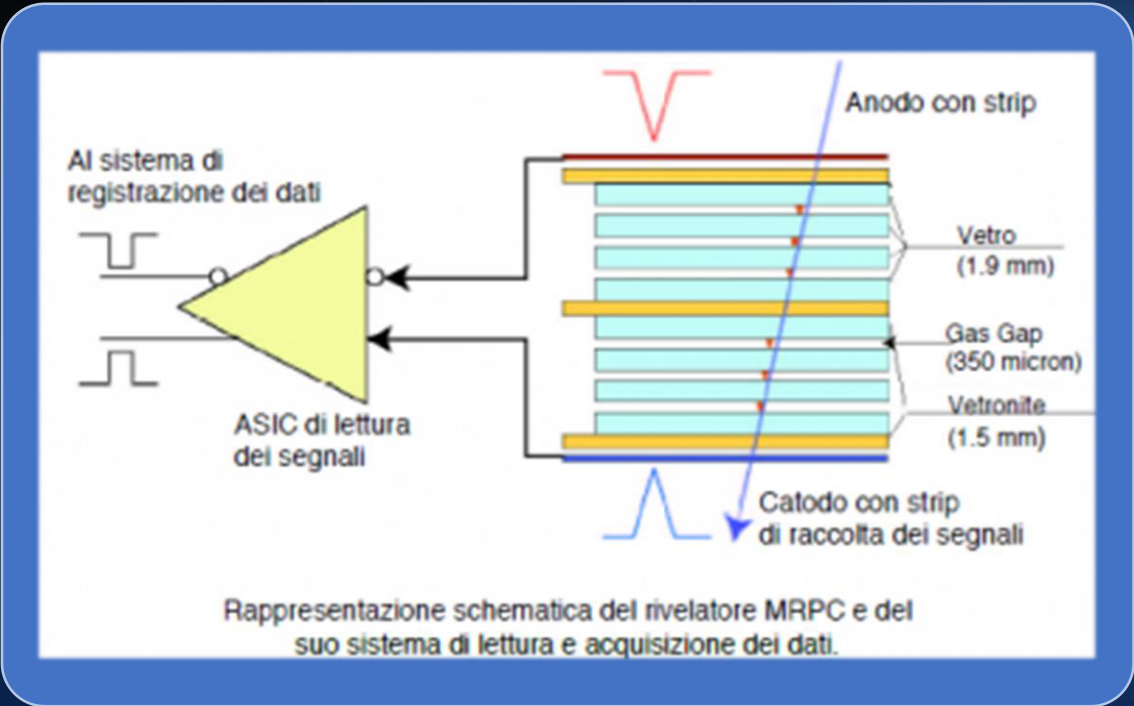 Anodo con strip
Al sistema di
registrazione dei dati
Vetro
(1.9 mm)
Gas Gap
(350 micron)
Vetronite
(1.5 mm)
ASIC di lettura
dei segnali
Catodo con strip
di raccolta dei segnali
Rappresentazione schematica del rivelatore MRPC e del
suo sistema di lettura e acquisizione dei dati.